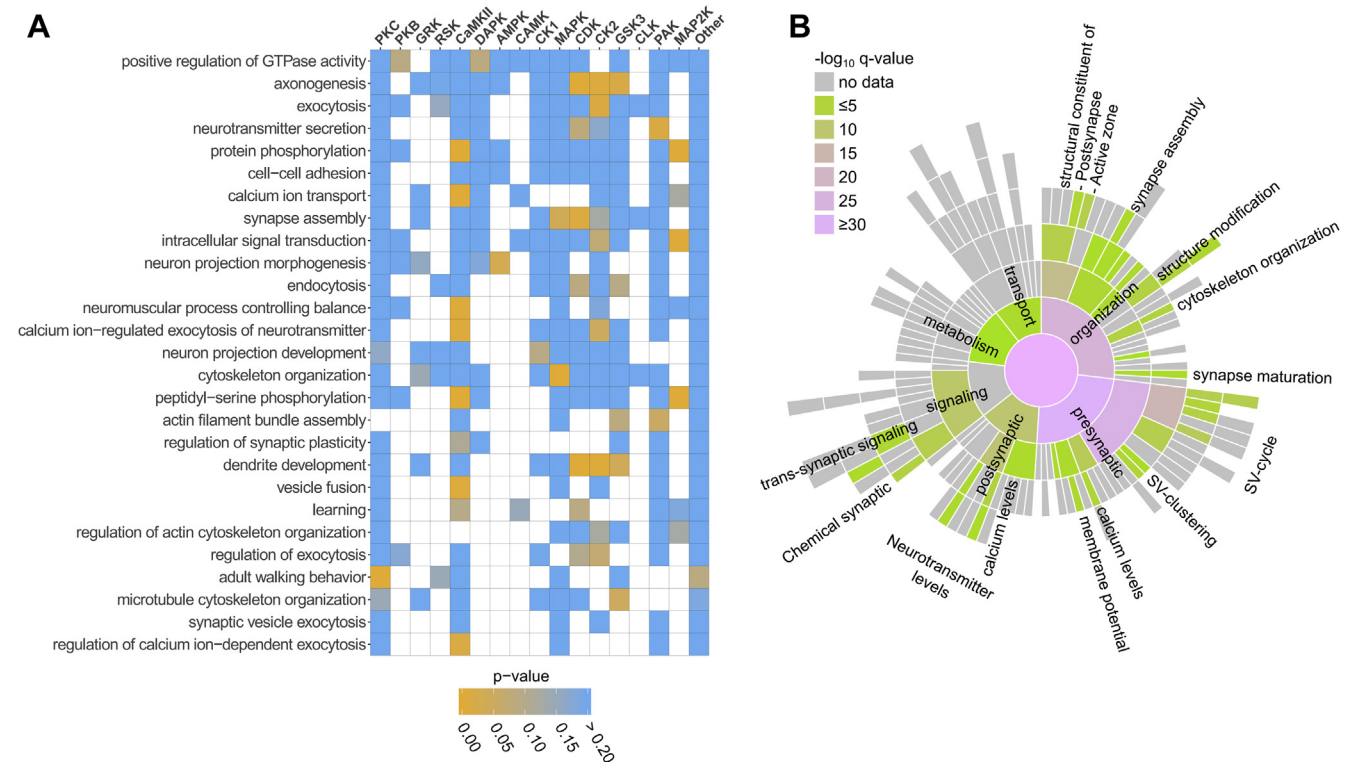 A
PKC
PKB
GRK
RSK
CaMKII
DAPK
AMPK
CAMK
CK1
MAPK
CDK
CK2
GSK3
CLK
PAK
MAP2K
Other
positive regulation of GTPase activity
axonogenesis
exocytosis
neurotransmitter secretion
protein phosphorylation
cell−cell adhesion
calcium ion transport
synapse assembly
intracellular signal transduction
neuron projection morphogenesis
endocytosis
neuromuscular process controlling balance
calcium ion−regulated exocytosis of neurotransmitter
neuron projection development
cytoskeleton organization
peptidyl−serine phosphorylation
actin filament bundle assembly
regulation of synaptic plasticity
dendrite development
vesicle fusion
learning
regulation of actin cytoskeleton organization
regulation of exocytosis
adult walking behavior
microtubule cytoskeleton organization
synaptic vesicle exocytosis
regulation of calcium ion−dependent exocytosis
p−value
0.00
0.05
0.10
0.15
> 0.20
B
-log₁₀ q-value
no data
≤5
10
15
20
25
≥30
structural constituent of
- Postsynapse
- Active zone
synapse assembly
structure modification
cytoskeleton organization
organization
transport
metabolism
synapse maturation
signaling
presynaptic
postsynaptic
trans-synaptic signaling
Chemical synaptic
SV-cycle
SV-clustering
calcium levels
membrane potential
calcium levels
Neurotransmitter
levels